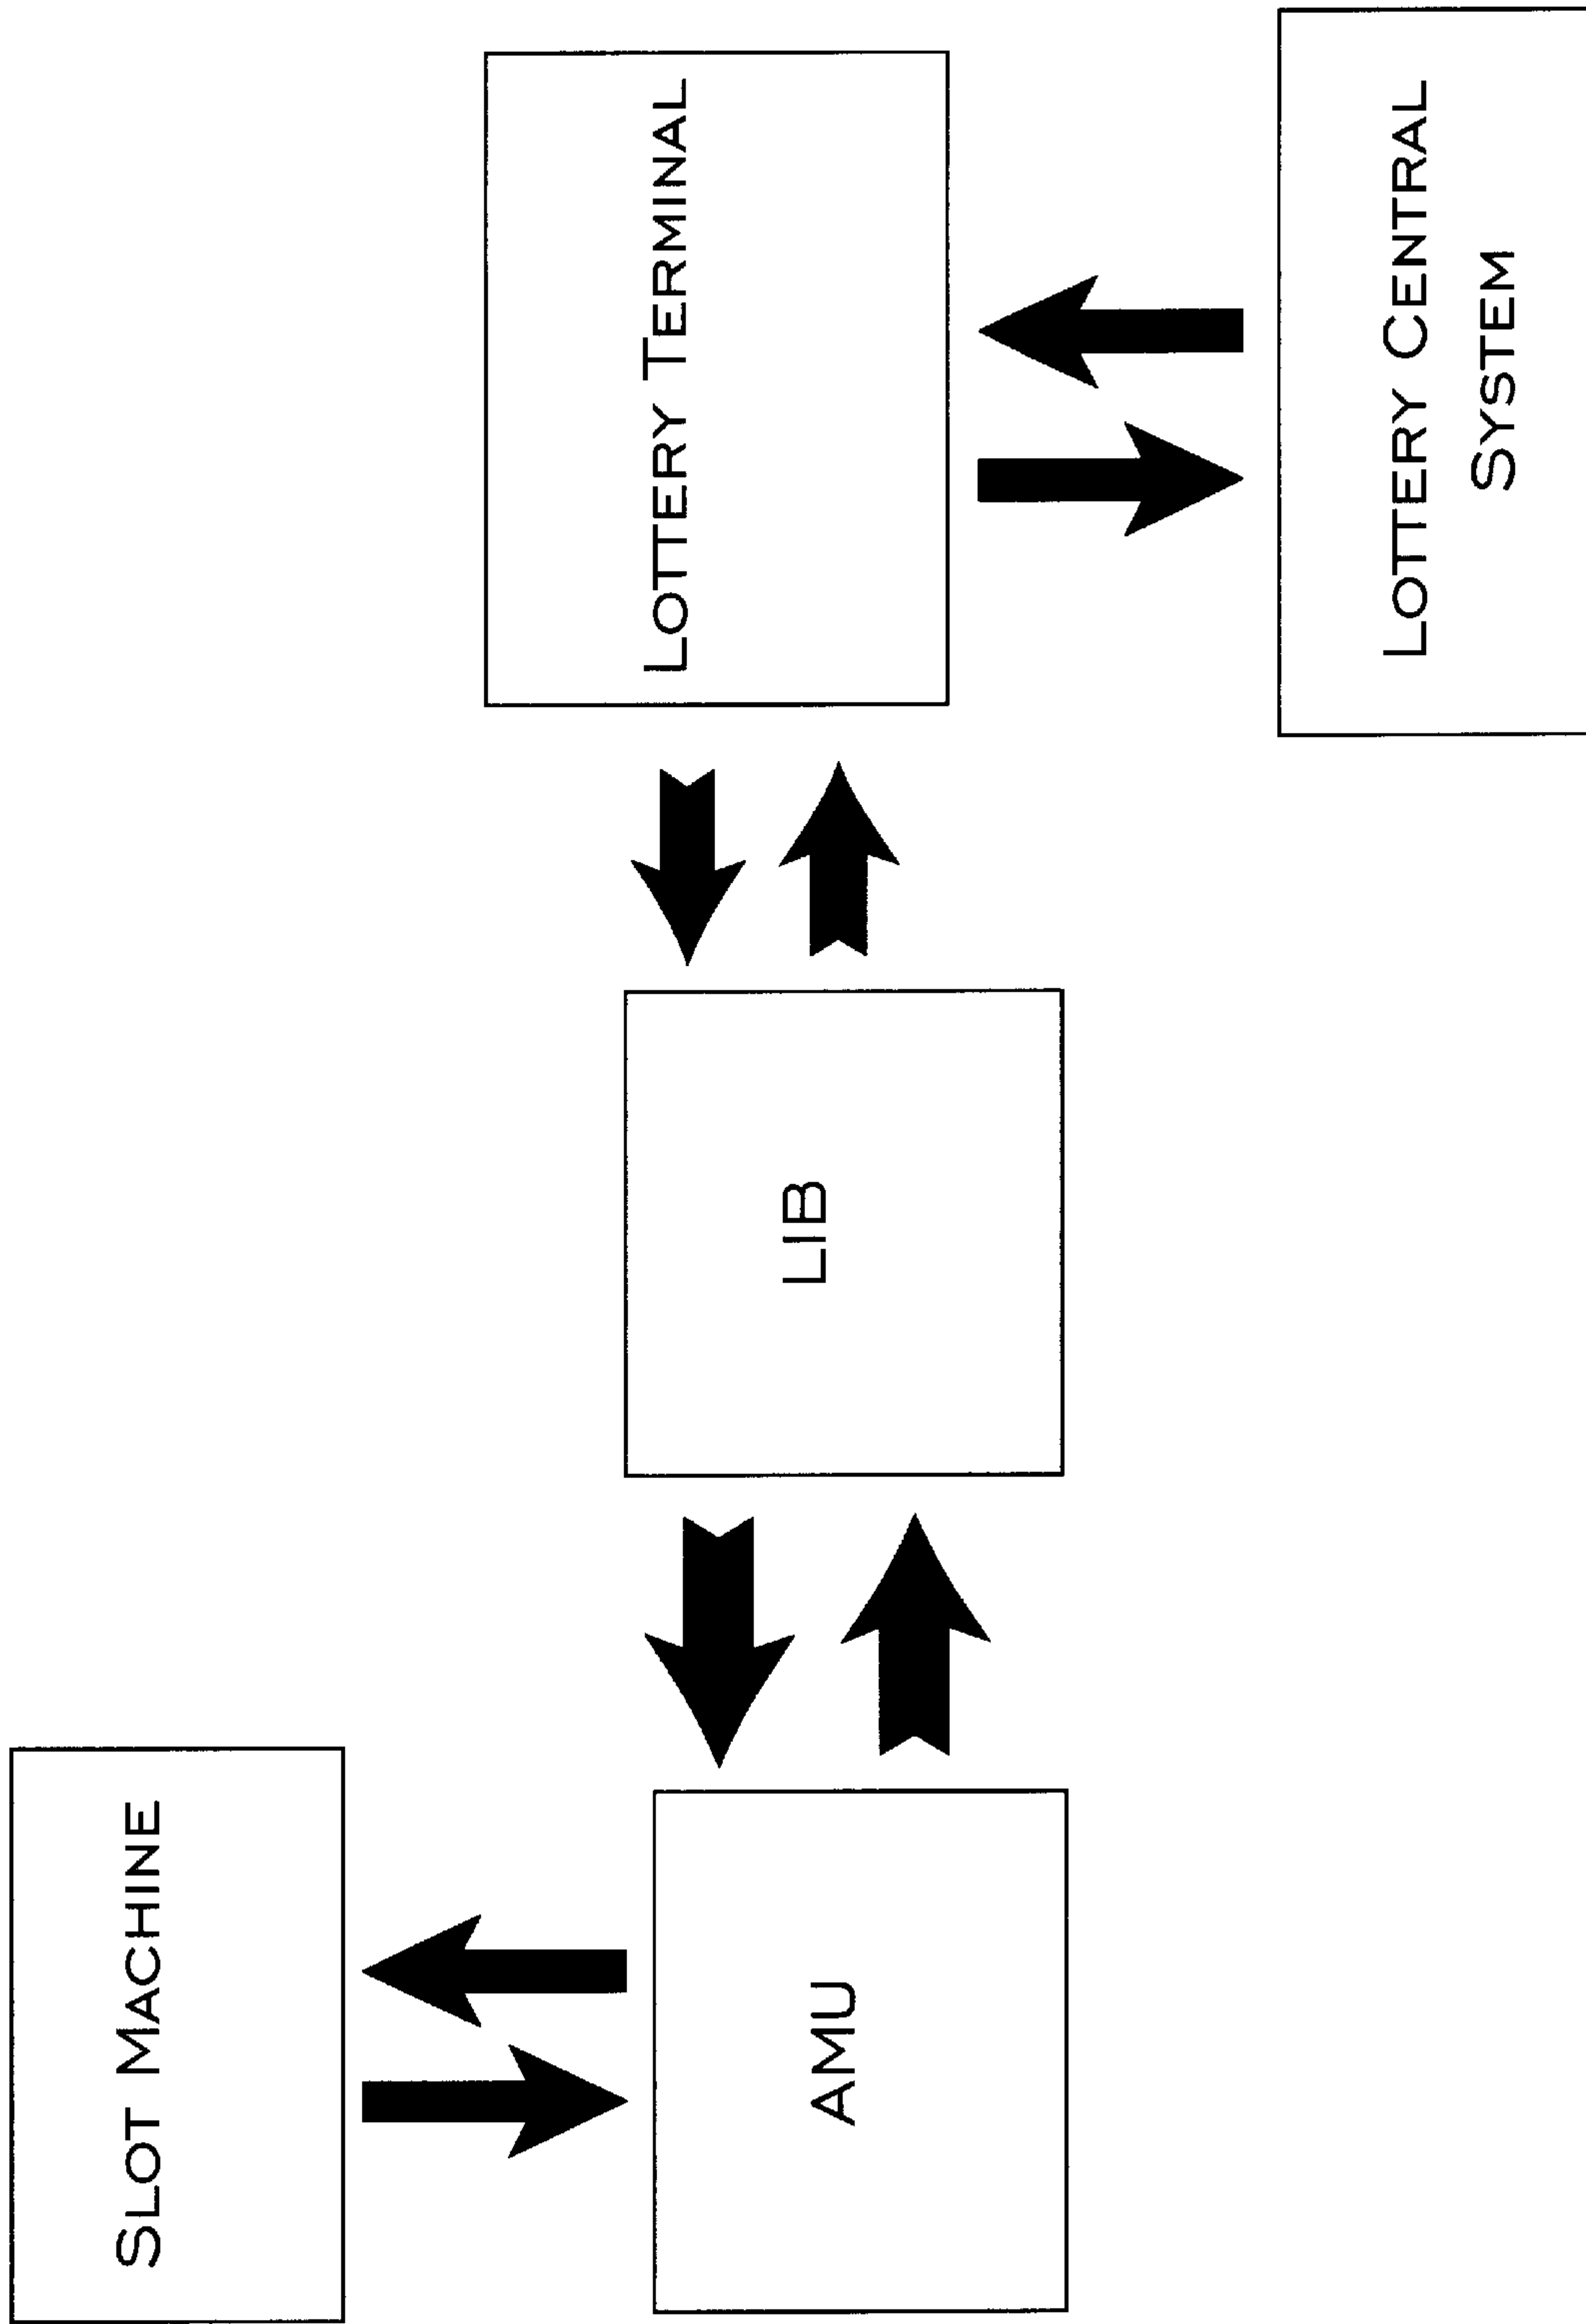 SLOT MACHINE
AMU
LIB
LOTTERY TERMINAL
LOTTERY CENTRAL
SYSTEM